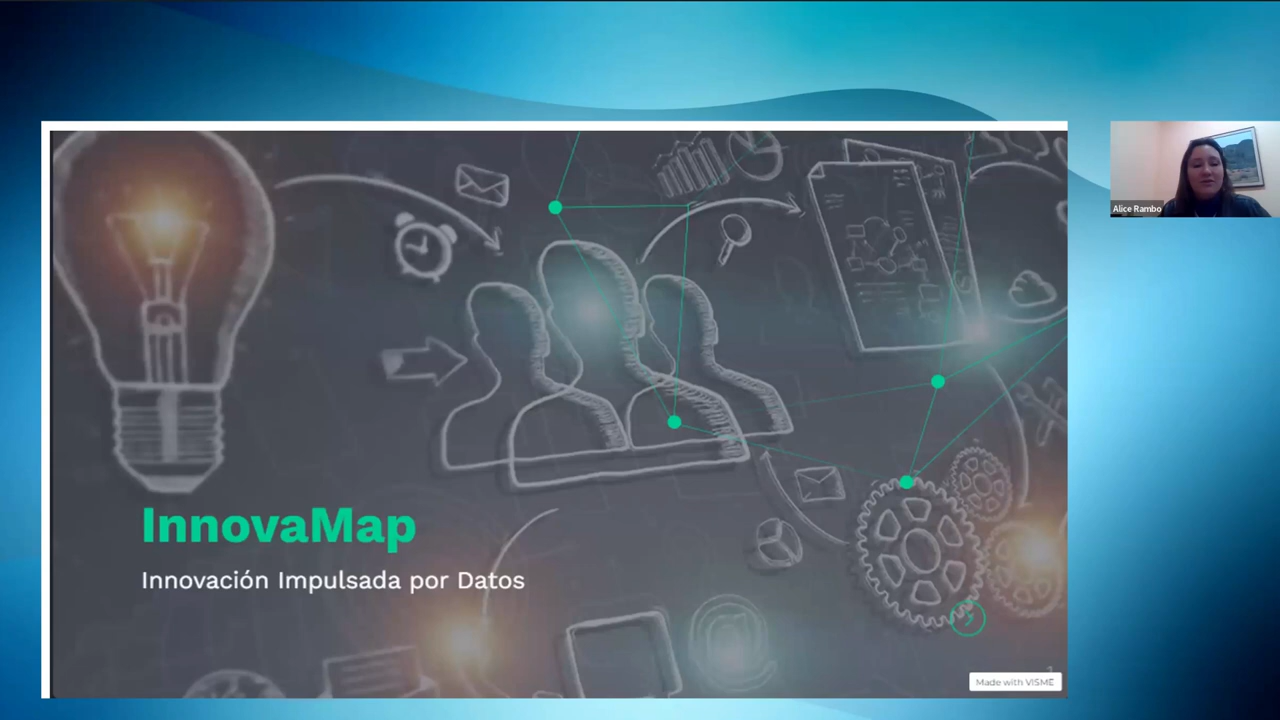 Alice Rambo
InnovaMap
Innovación Impulsada por Datos
Made with VISME